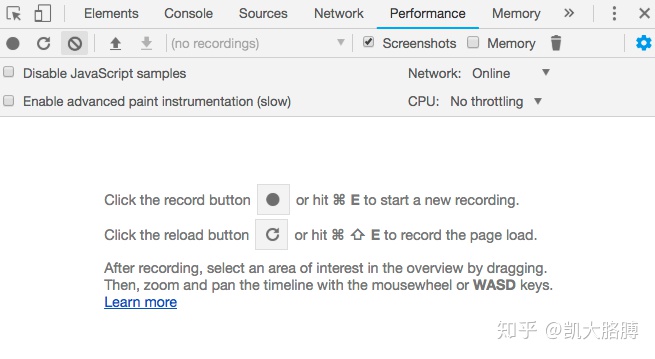 Elements Console Sources Network Performance Memory »
(no recordings) Screenshots Memory
Disable JavaScript samples Network: Online
Enable advanced paint instrumentation (slow) CPU: No throttling
Click the record button or hit ⌘ E to start a new recording.
Click the reload button or hit ⌘ ⇧ E to record the page load.
After recording, select an area of interest in the overview by dragging.
Then, zoom and pan the timeline with the mousewheel or WASD keys.
Learn more
知乎 @凯大胳膊